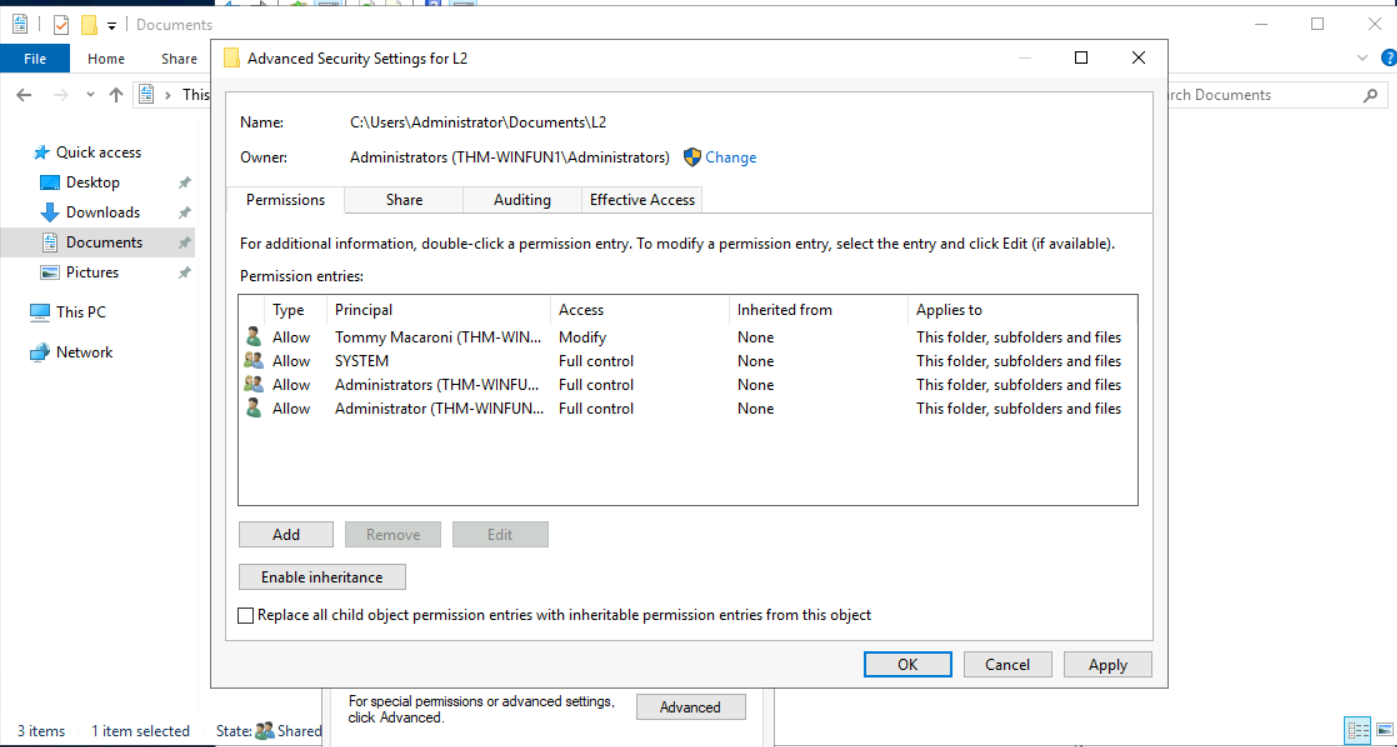 Documents
File Home Share
This
rch Documents
Quick access
Desktop
Downloads
Documents
Pictures
This PC
Network
Advanced Security Settings for L2
Name: C:\Users\Administrator\Documents\L2
Owner: Administrators (THM-WINFUN1\Administrators) Change
Permissions Share Auditing Effective Access
For additional information, double-click a permission entry. To modify a permission entry, select the entry and click Edit (if available).
Permission entries:
Type Principal Access Inherited from Applies to
Allow Tommy Macaroni (THM-WIN... Modify None This folder, subfolders and files
Allow SYSTEM Full control None This folder, subfolders and files
Allow Administrators (THM-WINFU... Full control None This folder, subfolders and files
Allow Administrator (THM-WINFUN... Full control None This folder, subfolders and files
Add Remove Edit
Enable inheritance
Replace all child object permission entries with inheritable permission entries from this object
OK Cancel Apply
For special permissions or advanced settings,
click Advanced.
Advanced
3 items 1 item selected State: Shared